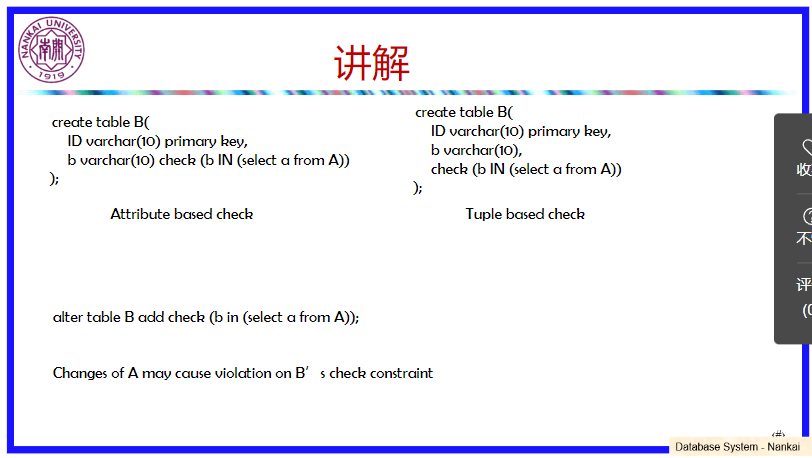 NANKAI UNIVERSITY
南開
1919
讲解
create table B(
ID varchar(10) primary key,
b varchar(10) check (b IN (select a from A))
);
Attribute based check
create table B(
ID varchar(10) primary key,
b varchar(10),
check (b IN (select a from A))
);
Tuple based check
alter table B add check (b in (select a from A));
Changes of A may cause violation on B's check constraint
收
不
评
‹#›
Database System - Nankai